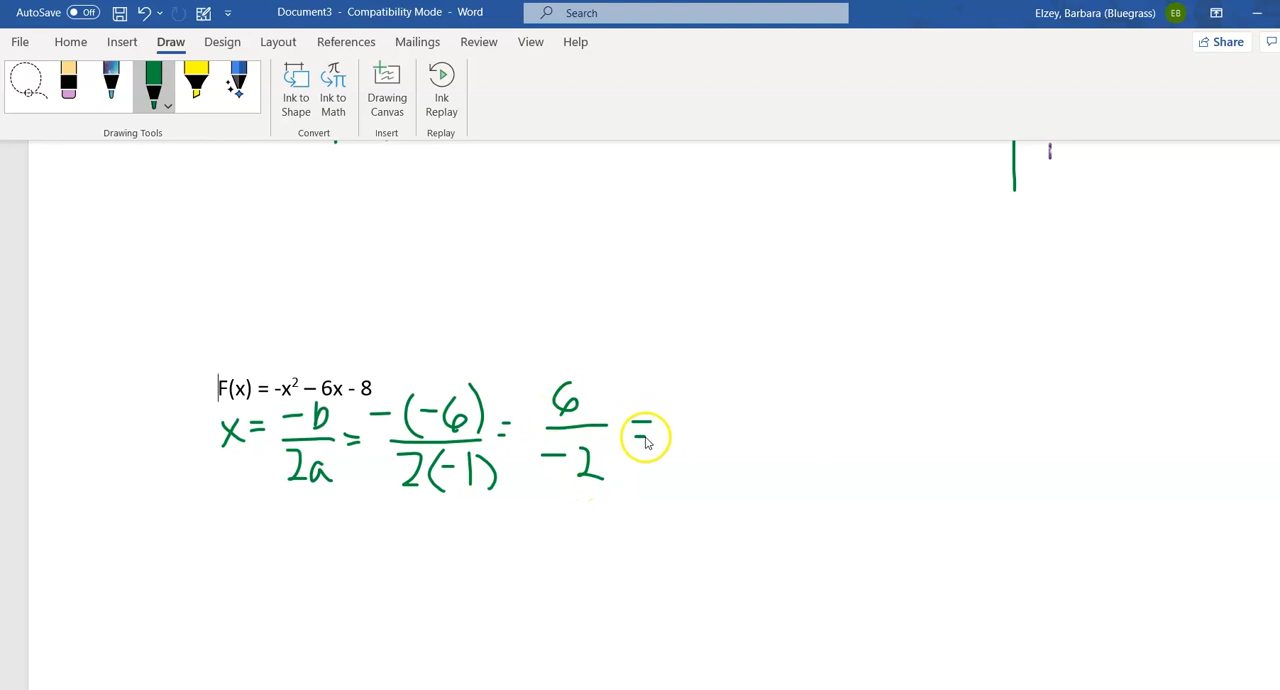 AutoSave Off Document3 - Compatibility Mode - Word Search Elzey, Barbara (Bluegrass) EB
File Home Insert Draw Design Layout References Mailings Review View Help Share
Ink to Shape Ink to Math Drawing Canvas Ink Replay
Drawing Tools Convert Insert Replay
F(x) = -x² – 6x - 8
x = -b/2a = -(-6)/2(-1) = 6/-2 =